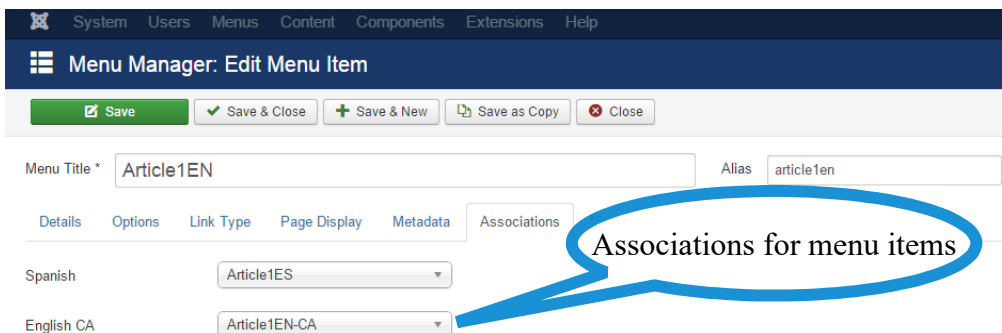 System Users Menus Content Components Extensions Help
Menu Manager: Edit Menu Item
Save Save & Close Save & New Save as Copy Close
Menu Title * Article1EN Alias article1en
Details Options Link Type Page Display Metadata Associations
Associations for menu items
Spanish Article1ES
English CA Article1EN-CA